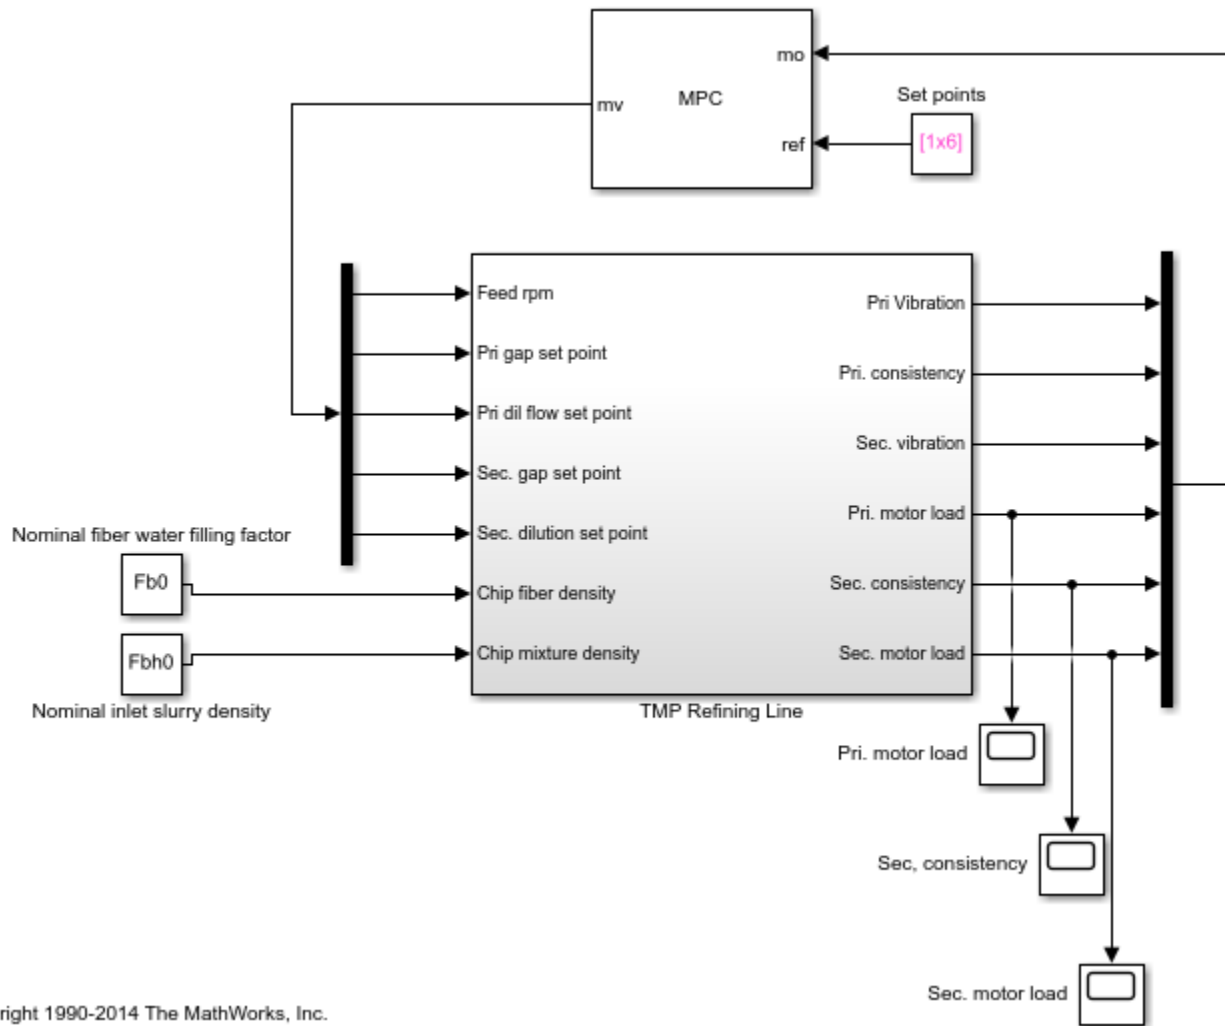 mo
MPC
mv
Set points
[1x6]
ref
Feed rpm
Pri gap set point
Pri dil flow set point
Sec. gap set point
Sec. dilution set point
Chip fiber density
Chip mixture density
Pri Vibration
Pri. consistency
Sec. vibration
Pri. motor load
Sec. consistency
Sec. motor load
Nominal fiber water filling factor
Fb0
Fbh0
Nominal inlet slurry density
TMP Refining Line
Pri. motor load
Sec, consistency
Sec. motor load
right 1990-2014 The MathWorks, Inc.